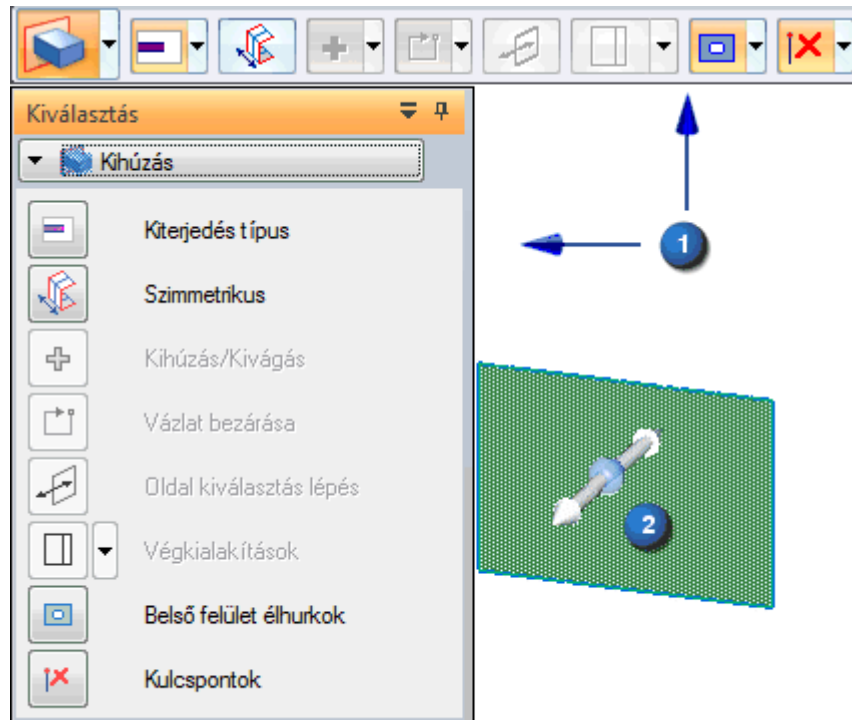 Kiválasztás
Kihúzás
Kiterjedés típus
Szimmetrikus
Kihúzás/Kivágás
Vázlat bezárása
Oldal kiválasztás lépés
Végkialakítások
Belső felület élhurkok
Kulcspontok
1
2